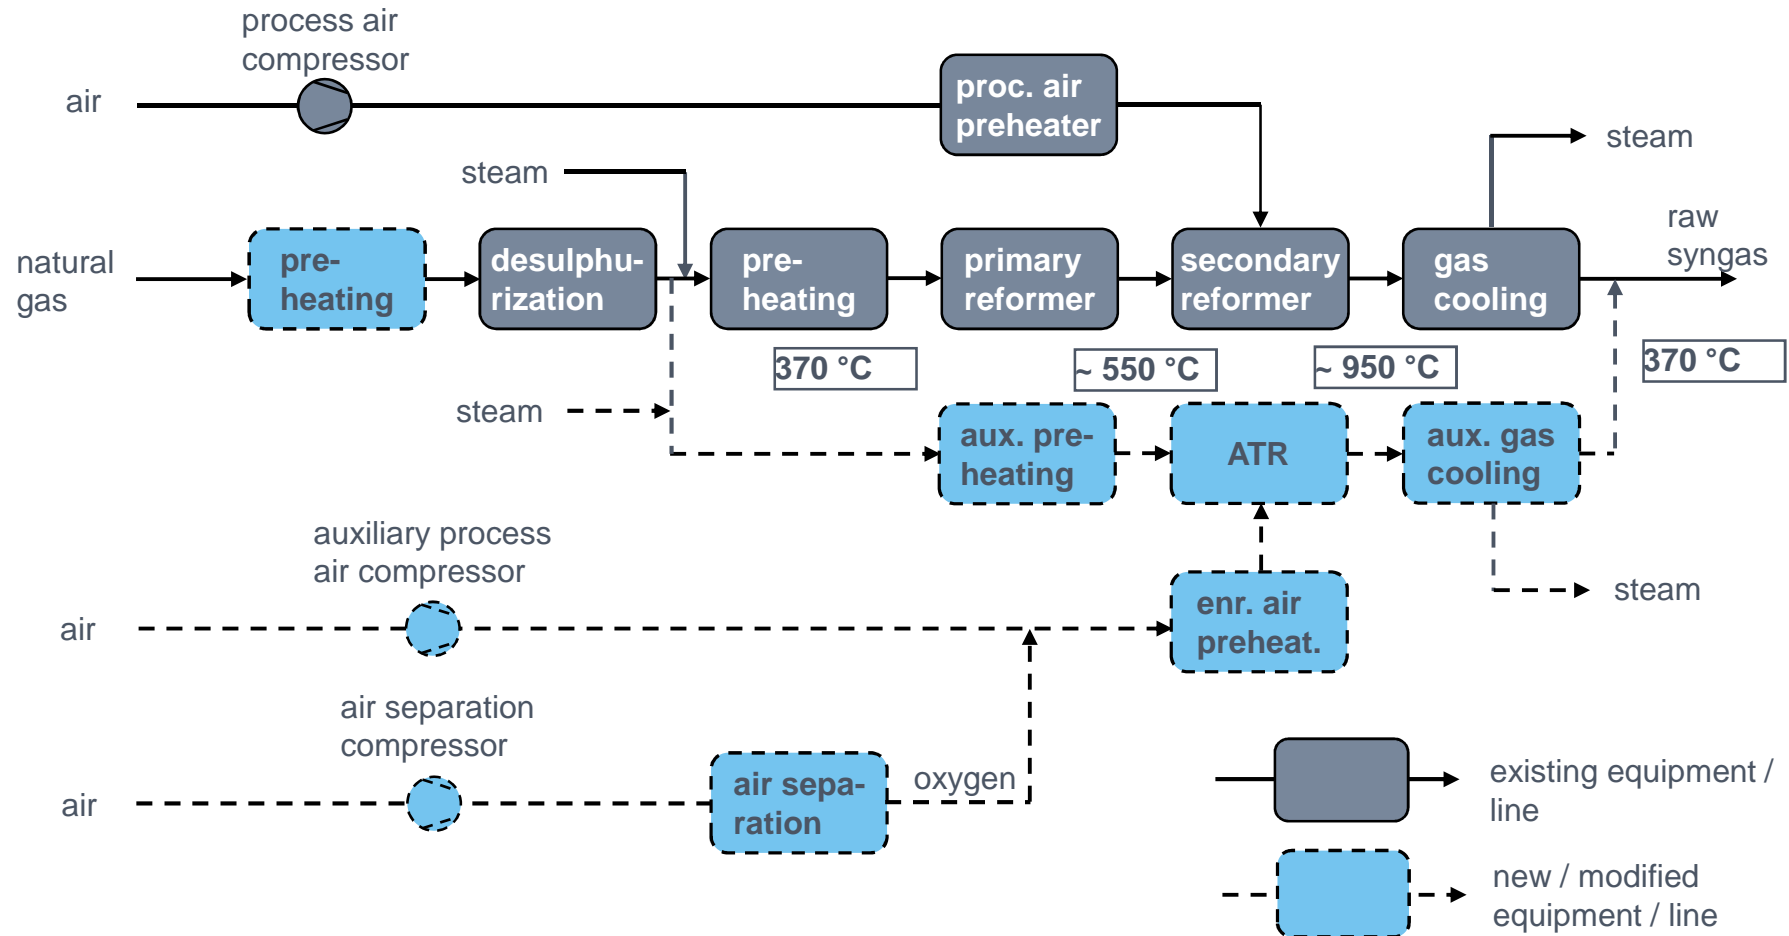 process air
compressor
air
proc. air
preheater
steam
steam
natural
gas
pre-
heating
desulphu-
rization
pre-
heating
primary
reformer
secondary
reformer
gas
cooling
raw
syngas
370 °C
~ 550 °C
~ 950 °C
370 °C
steam
aux. pre-
heating
ATR
aux. gas
cooling
auxiliary process
air compressor
air
enr. air
preheat.
steam
air separation
compressor
air
air sepa-
ration
oxygen
existing equipment /
line
new / modified
equipment / line